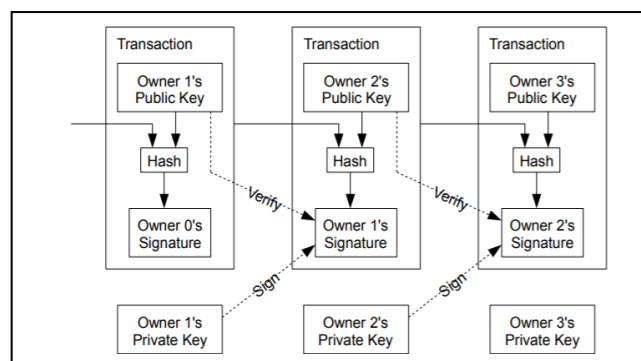 Transaction
Transaction
Transaction
Owner 1's
Public Key
Owner 2's
Public Key
Owner 3's
Public Key
Hash
Hash
Hash
Verify
Verify
Owner 0's
Signature
Owner 1's
Signature
Owner 2's
Signature
Sign
Sign
Owner 1's
Private Key
Owner 2's
Private Key
Owner 3's
Private Key